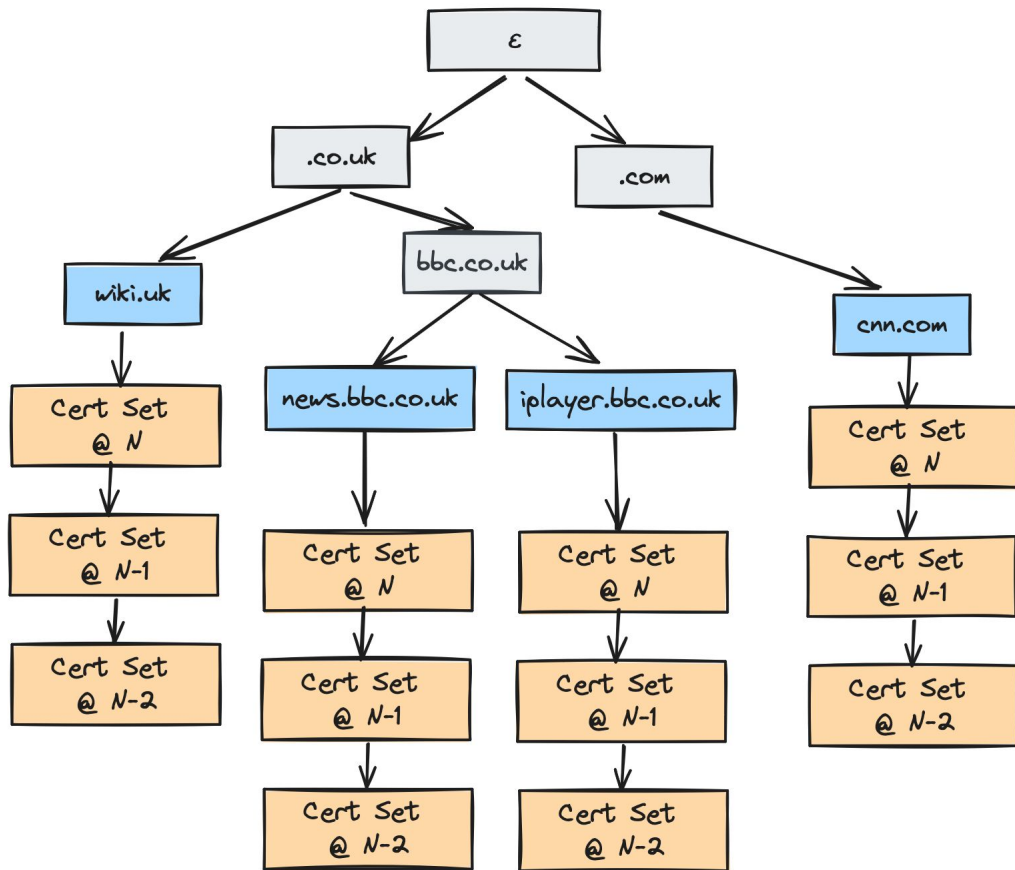 ε
.co.uk
.com
bbc.co.uk
wiki.uk
cnn.com
news.bbc.co.uk
iplayer.bbc.co.uk
Cert Set
@ N
Cert Set
@ N-1
Cert Set
@ N-2
Cert Set
@ N
Cert Set
@ N-1
Cert Set
@ N-2
Cert Set
@ N
Cert Set
@ N-1
Cert Set
@ N-2
Cert Set
@ N
Cert Set
@ N-1
Cert Set
@ N-2